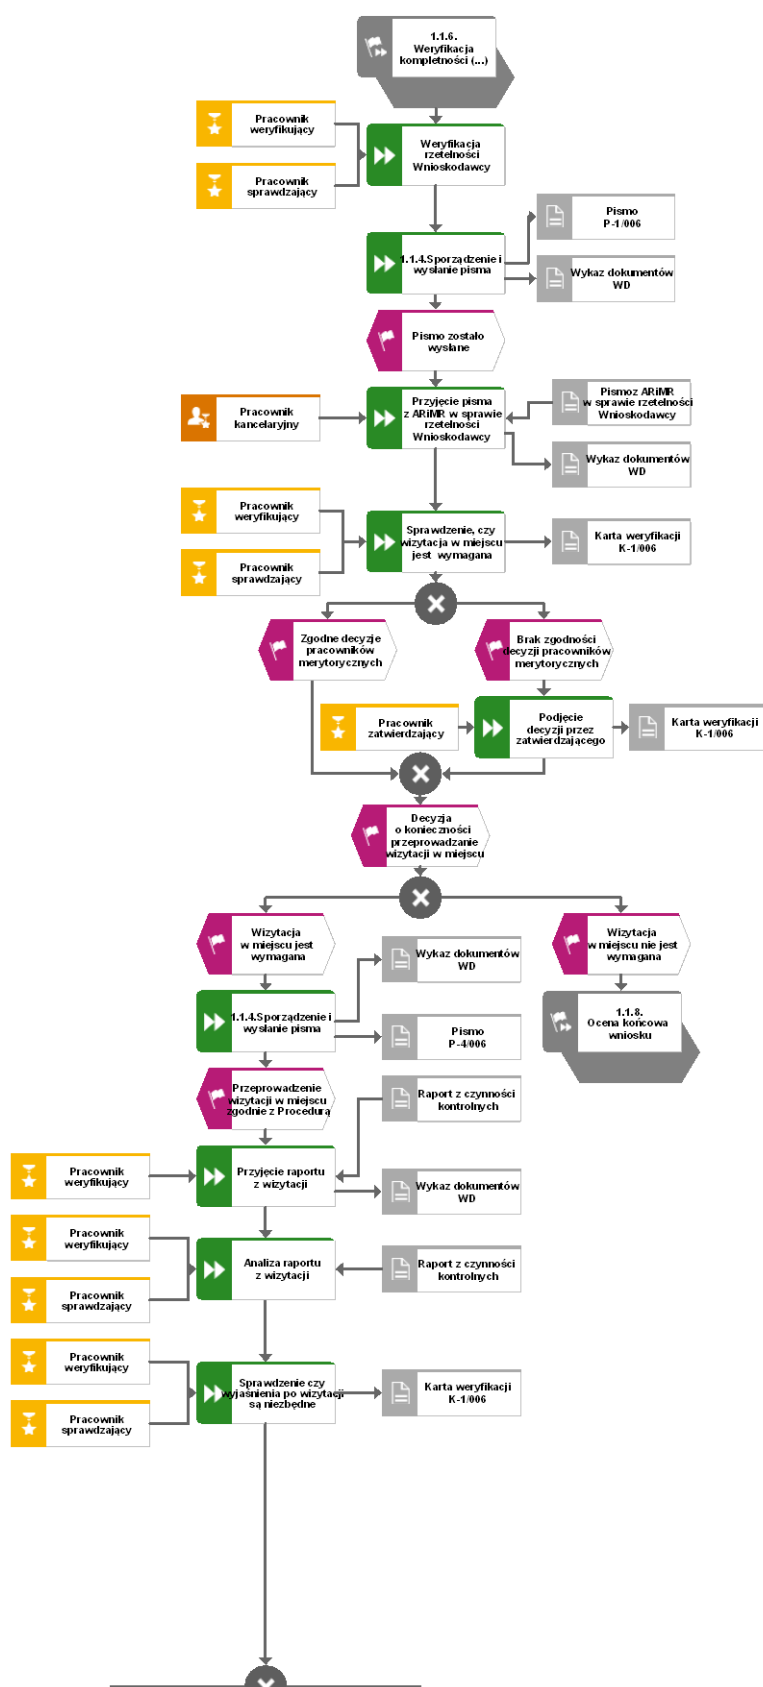 1.1.6.
Weryfikacja
kompletności (...)
Pracownik
weryfikujący
Pracownik
sprawdzający
Weryfikacja
rzetelności
Wnioskodawcy
1.1.4.Sporządzenie i
wysłanie pisma
Pismo
P-1/006
Wykaz dokumentów
WD
Pismo zostało
wysłane
Pracownik
kancelaryjny
Przyjęcie pisma
z ARiMR w sprawie
rzetelności
Wnioskodawcy
Pismoz ARiMR
w sprawie rzetelności
Wnioskodawcy
Wykaz dokumentów
WD
Pracownik
weryfikujący
Pracownik
sprawdzający
Sprawdzenie, czy
wizytacja w miejscu
jest wymagana
Karta weryfikacji
K-1/006
Zgodne decyzje
pracowników
merytorycznych
Brak zgodności
decyzji pracowników
merytorycznych
Pracownik
zatwierdzający
Podjęcie
decyzji przez
zatwierdzającego
Karta weryfikacji
K-1/006
Decyzja
o konieczności
przeprowadzanie
wizytacji w miejscu
Wizytacja
w miejscu jest
wymagana
Wykaz dokumentów
WD
Wizytacja
w miejscu nie jest
wymagana
1.1.4.Sporządzenie i
wysłanie pisma
Pismo
P-4/006
1.1.8.
Ocena końcowa
wniosku
Przeprowadzenie
wizytacji w miejscu
zgodnie z Procedurą
Raport z czynności
kontrolnych
Pracownik
weryfikujący
Przyjęcie raportu
z wizytacji
Wykaz dokumentów
WD
Pracownik
weryfikujący
Pracownik
sprawdzający
Analiza raportu
z wizytacji
Raport z czynności
kontrolnych
Pracownik
weryfikujący
Pracownik
sprawdzający
Sprawdzenie czy
wyjaśnienia po wizytacji
są niezbędne
Karta weryfikacji
K-1/006